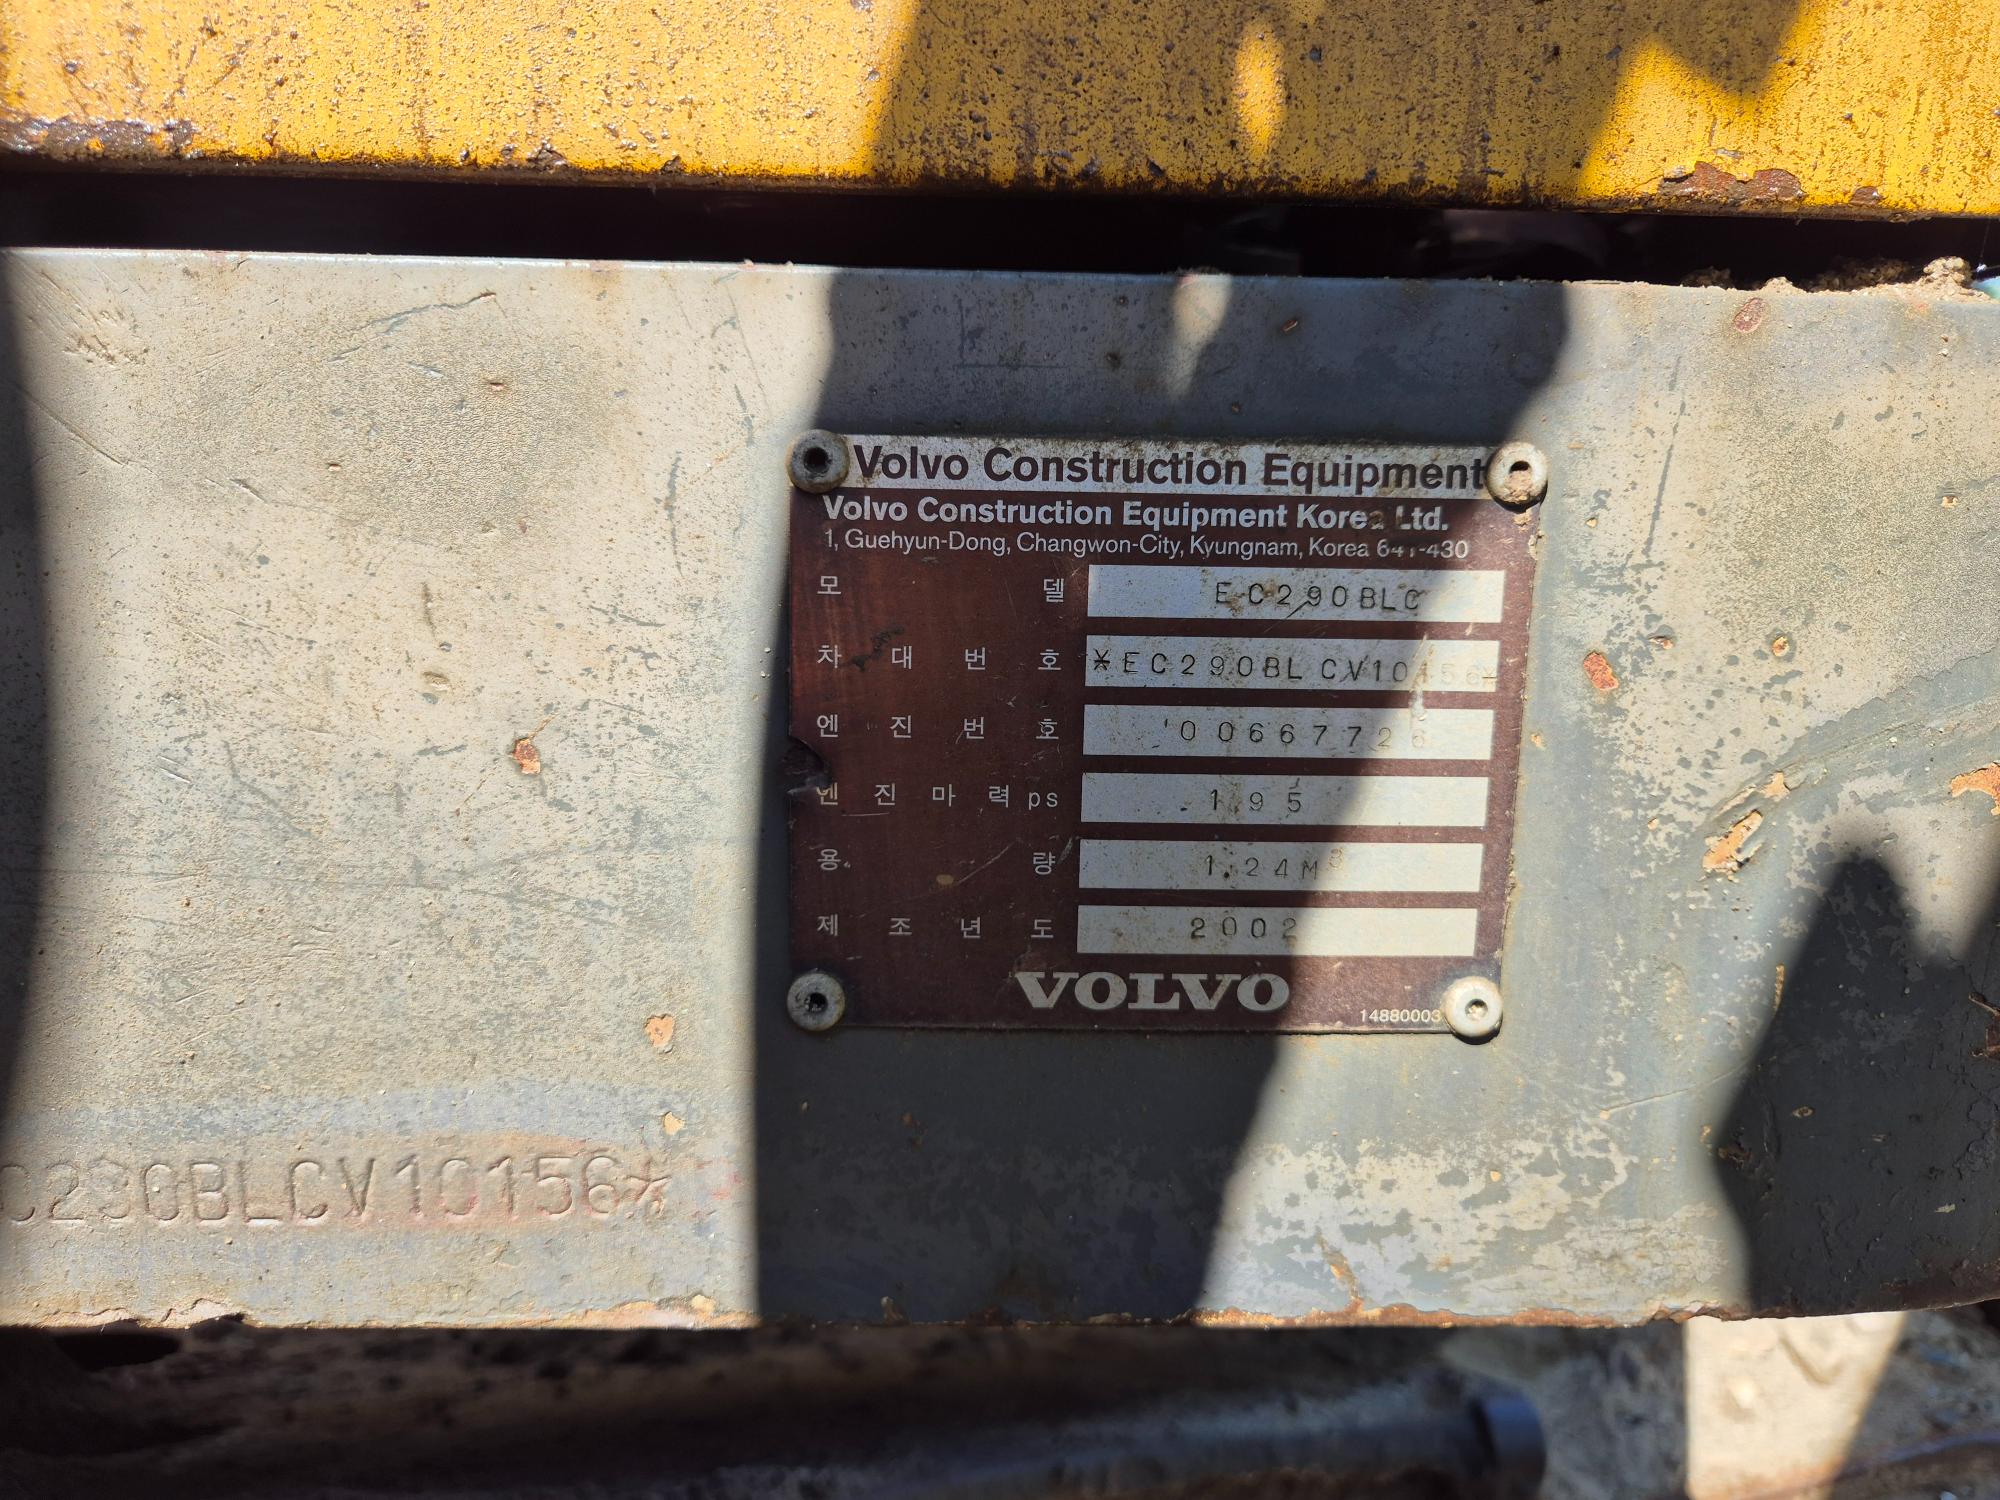 Volvo Construction Equipment
Volvo Construction Equipment Korea Ltd.
1, Guehyun-Dong, Changwon-City, Kyungnam, Korea 641-430
모 델 EC290BLC
차 대 번 호 *EC290BLCV10156*
엔 진 번 호 00667726
엔 진 마 력 ps 195
용 량 1.24M³
제 조 년 도 2002
VOLVO
14880003
C290BLCV10156*